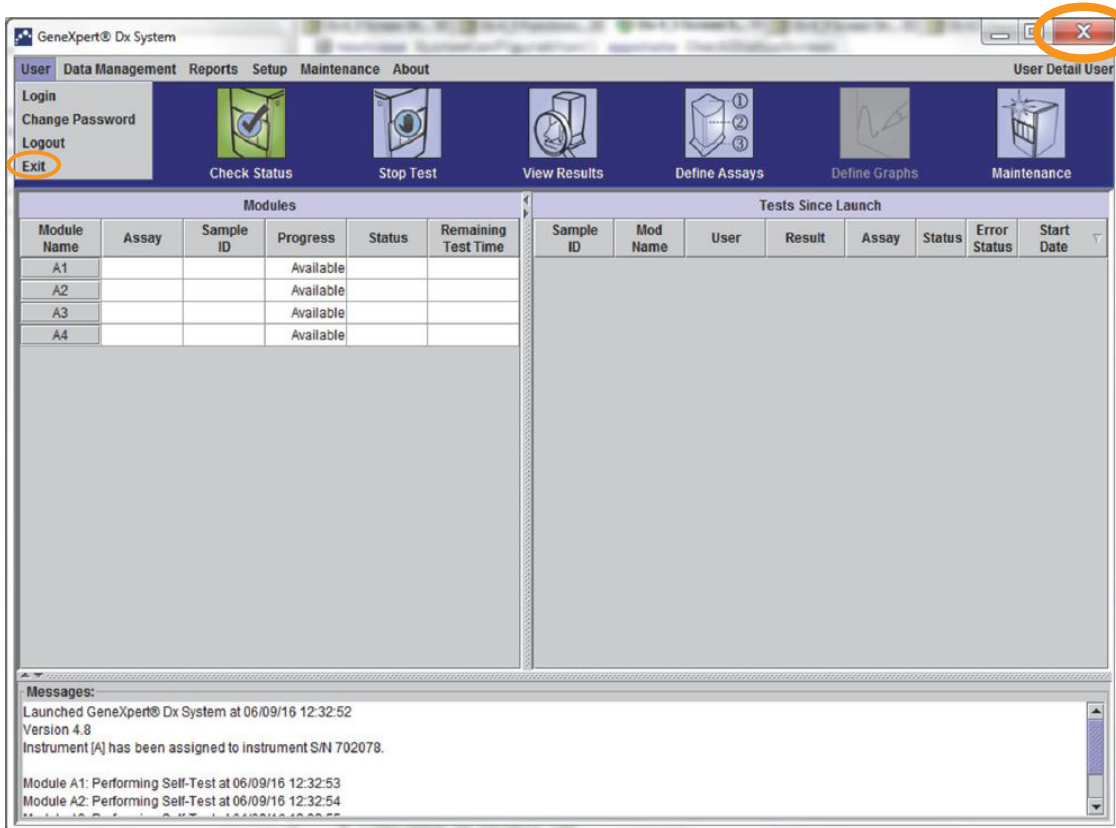 GeneXpert® Dx System
User Data Management Reports Setup Maintenance About User Detail User
Login
Change Password
Logout
Exit
Check Status Stop Test View Results Define Assays Define Graphs Maintenance
① ② ③
Modules
Module Name Assay Sample ID Progress Status Remaining Test Time
A1 Available
A2 Available
A3 Available
A4 Available
Tests Since Launch
Sample ID Mod Name User Result Assay Status Error Status Start Date
Messages:
Launched GeneXpert® Dx System at 06/09/16 12:32:52
Version 4.8
Instrument [A] has been assigned to instrument S/N 702078.
Module A1: Performing Self-Test at 06/09/16 12:32:53
Module A2: Performing Self-Test at 06/09/16 12:32:54